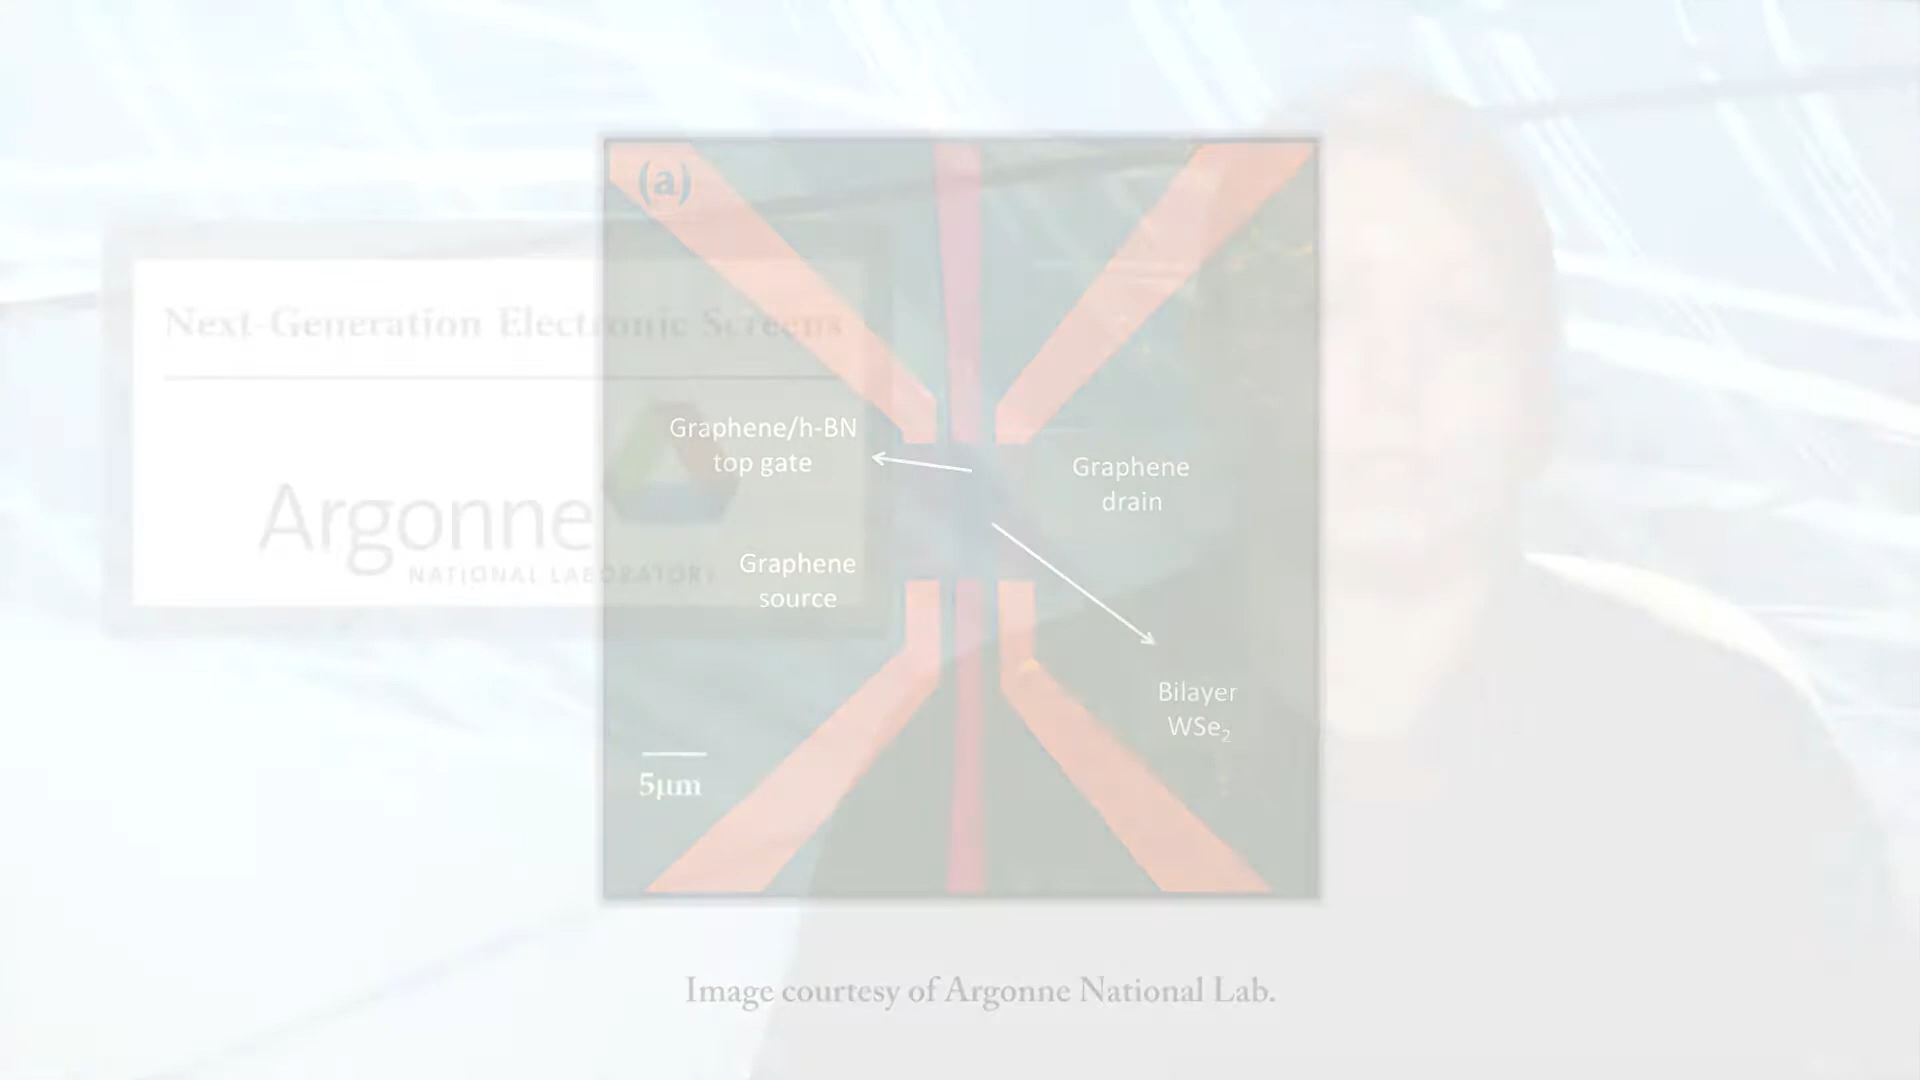 (a)
Next-Generation Electronic Screens
Graphene/h-BN
top gate
Graphene
drain
Argonne
NATIONAL LABORATORY
Graphene
source
Bilayer
WSe₂
5µm
Image courtesy of Argonne National Lab.